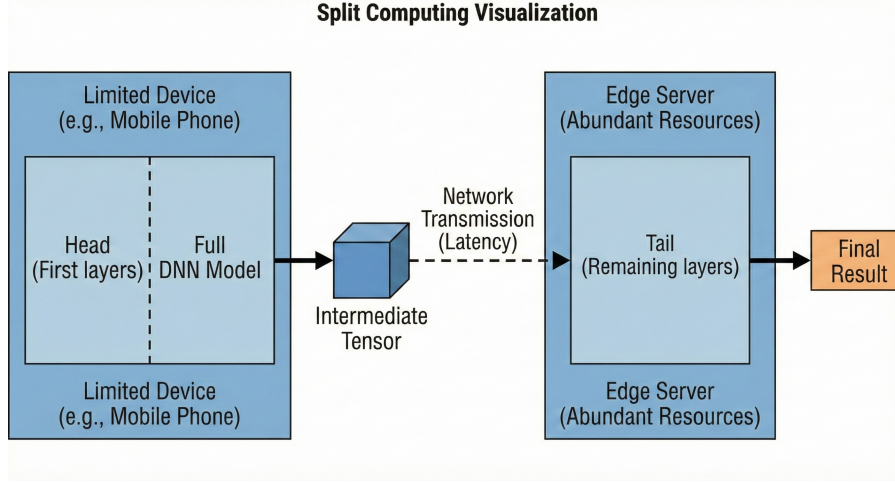 Split Computing Visualization
Limited Device
(e.g., Mobile Phone)
Head
(First layers)
Full
DNN Model
Limited Device
(e.g., Mobile Phone)
Intermediate
Tensor
Network
Transmission
(Latency)
Edge Server
(Abundant Resources)
Tail
(Remaining layers)
Edge Server
(Abundant Resources)
Final
Result